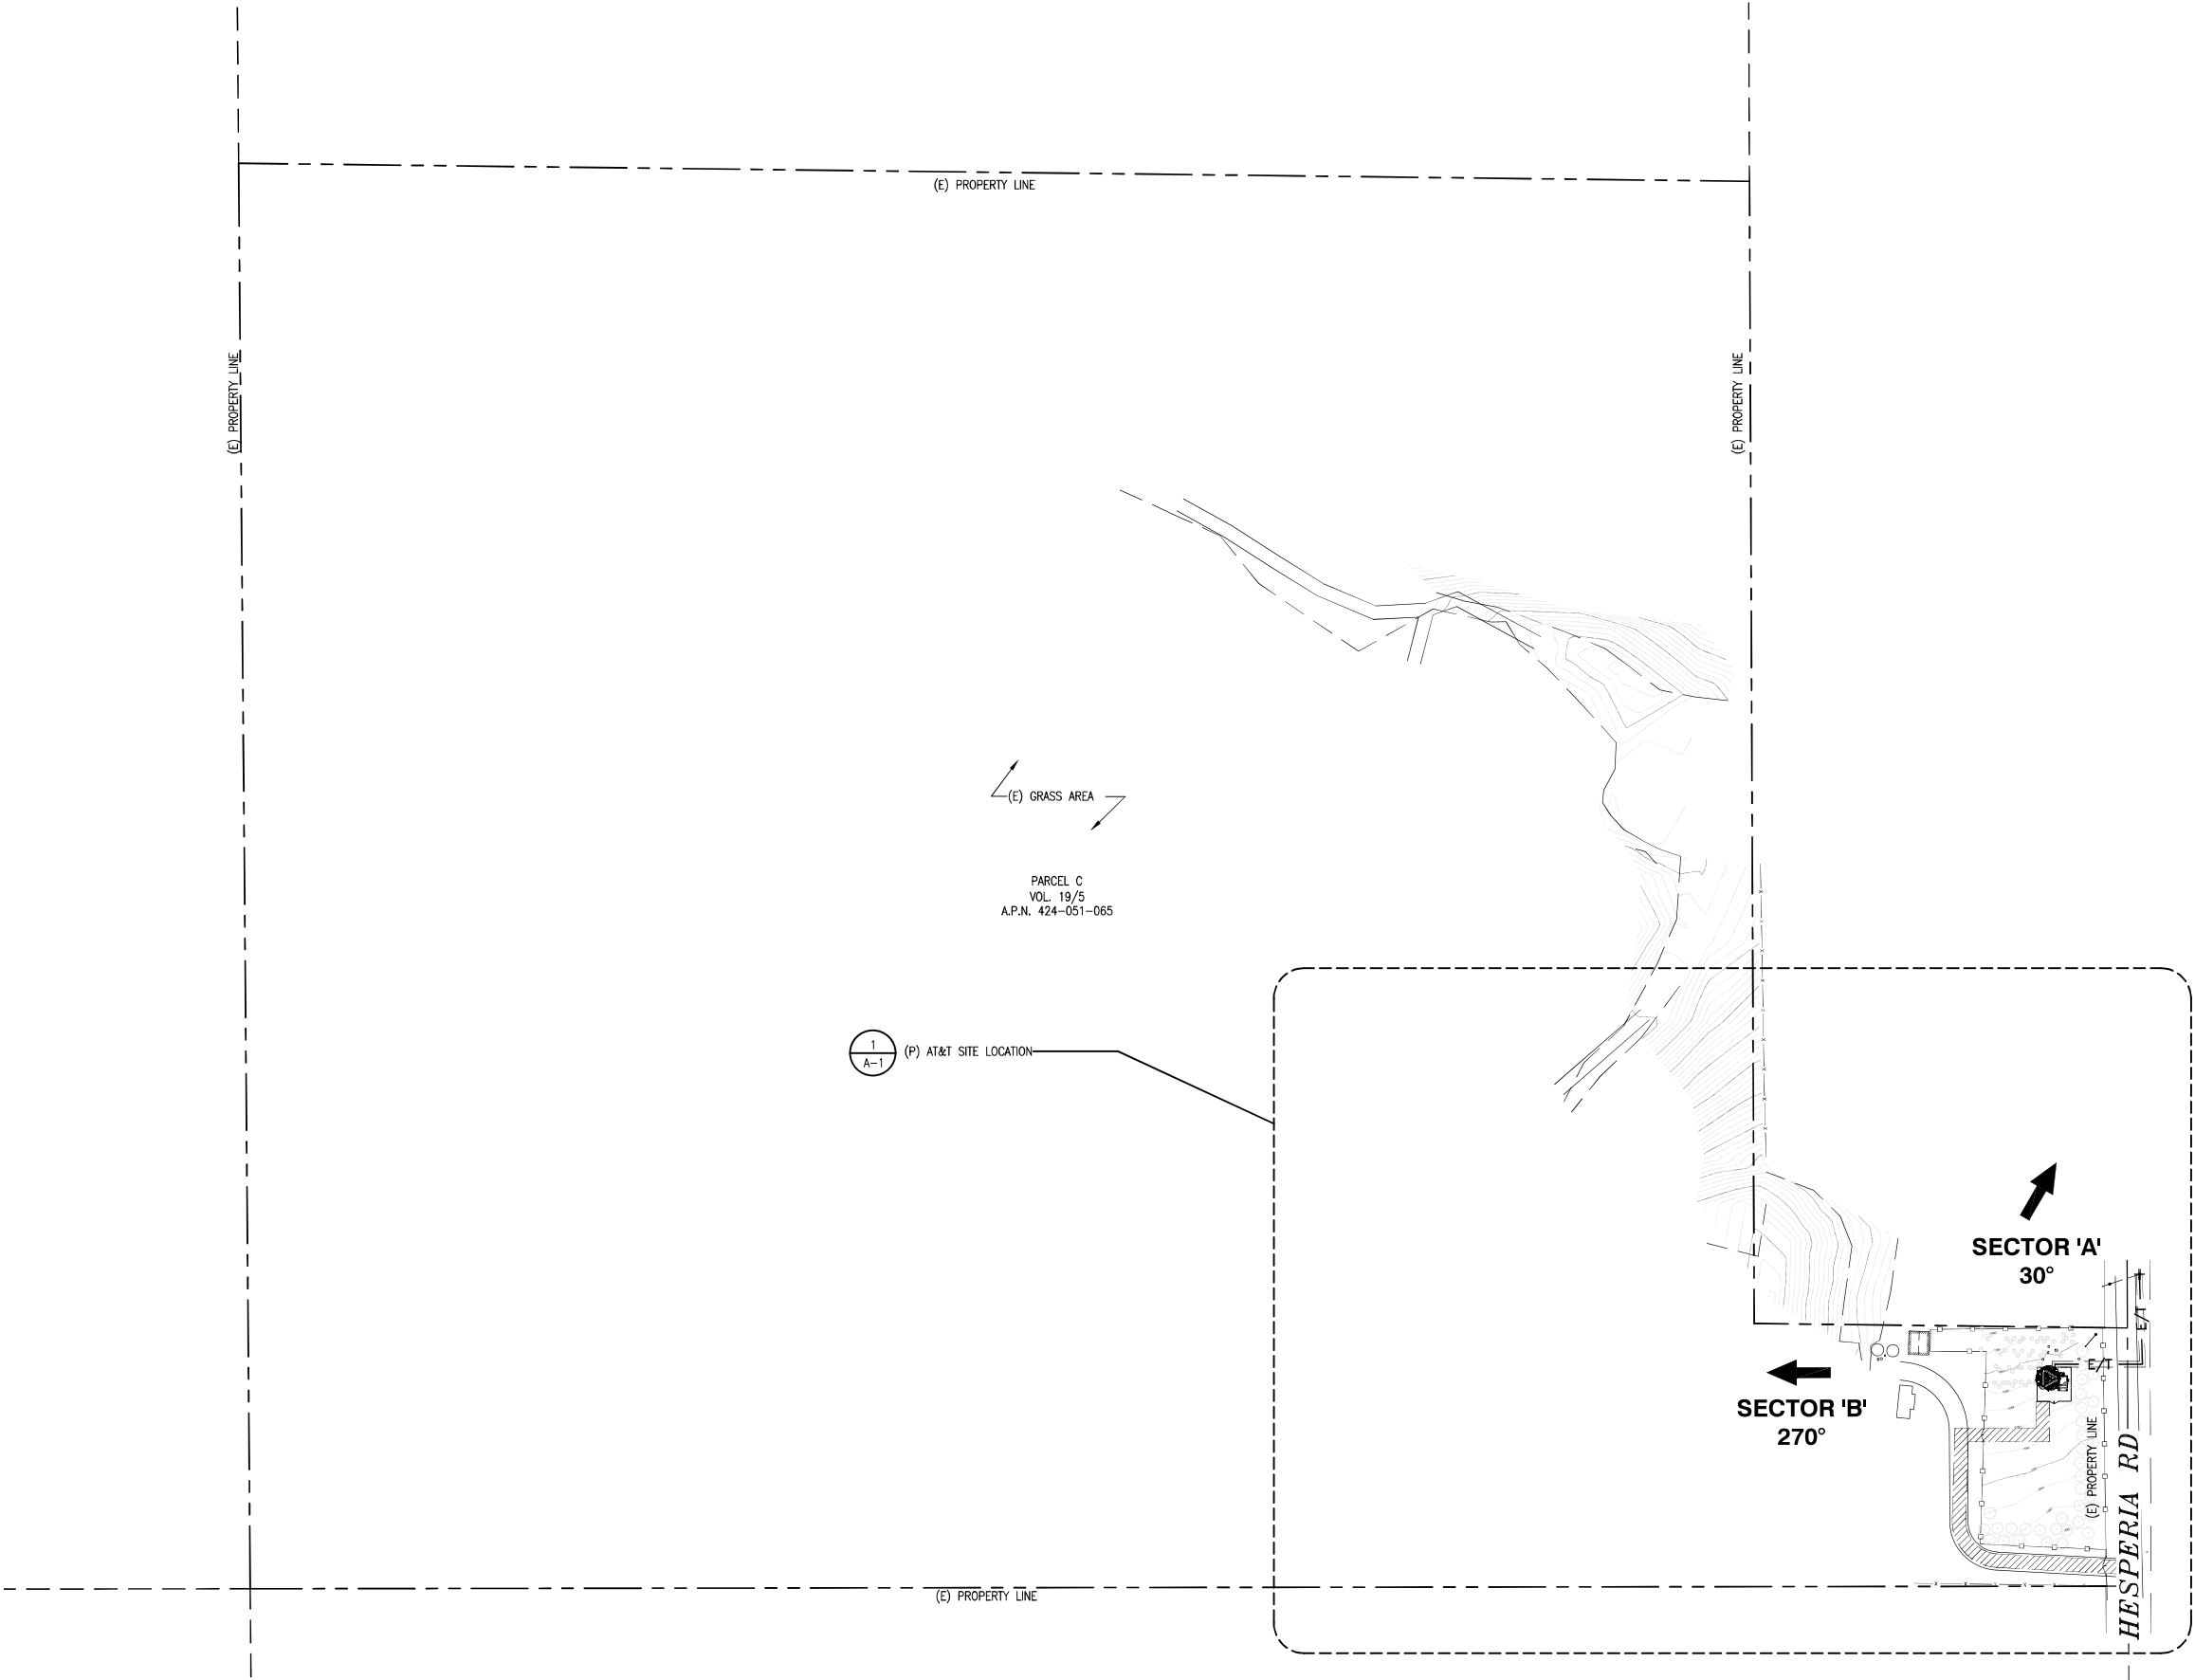 (E) PROPERTY LINE
(E) PROPERTY LINE
(E) PROPERTY LINE
(E) GRASS AREA
PARCEL C
VOL. 19/5
A.P.N. 424-051-065
1
A-1
(P) AT&T SITE LOCATION
SECTOR 'A'
30°
E/T
E/T
SECTOR 'B'
270°
(E) PROPERTY LINE
HESPERIA RD
(E) PROPERTY LINE